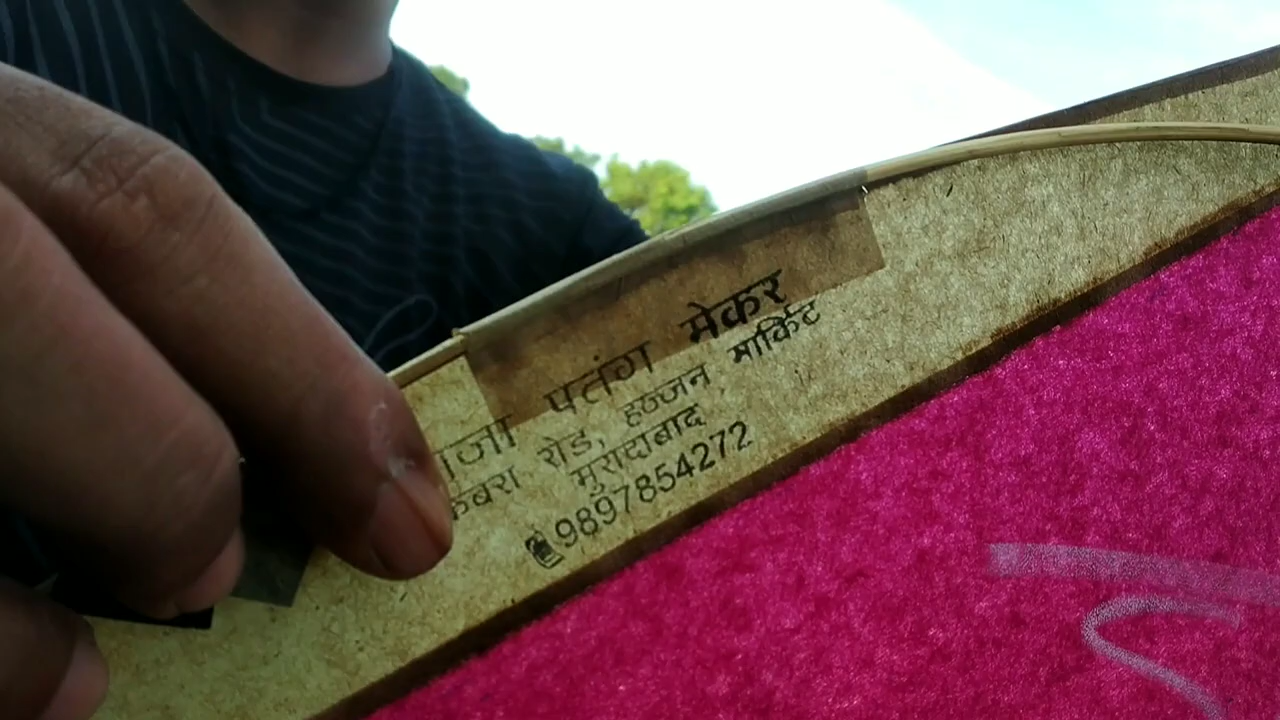 पतंग मेकर
रोड, हज्जन मार्किट
मुरादाबाद
9897854272